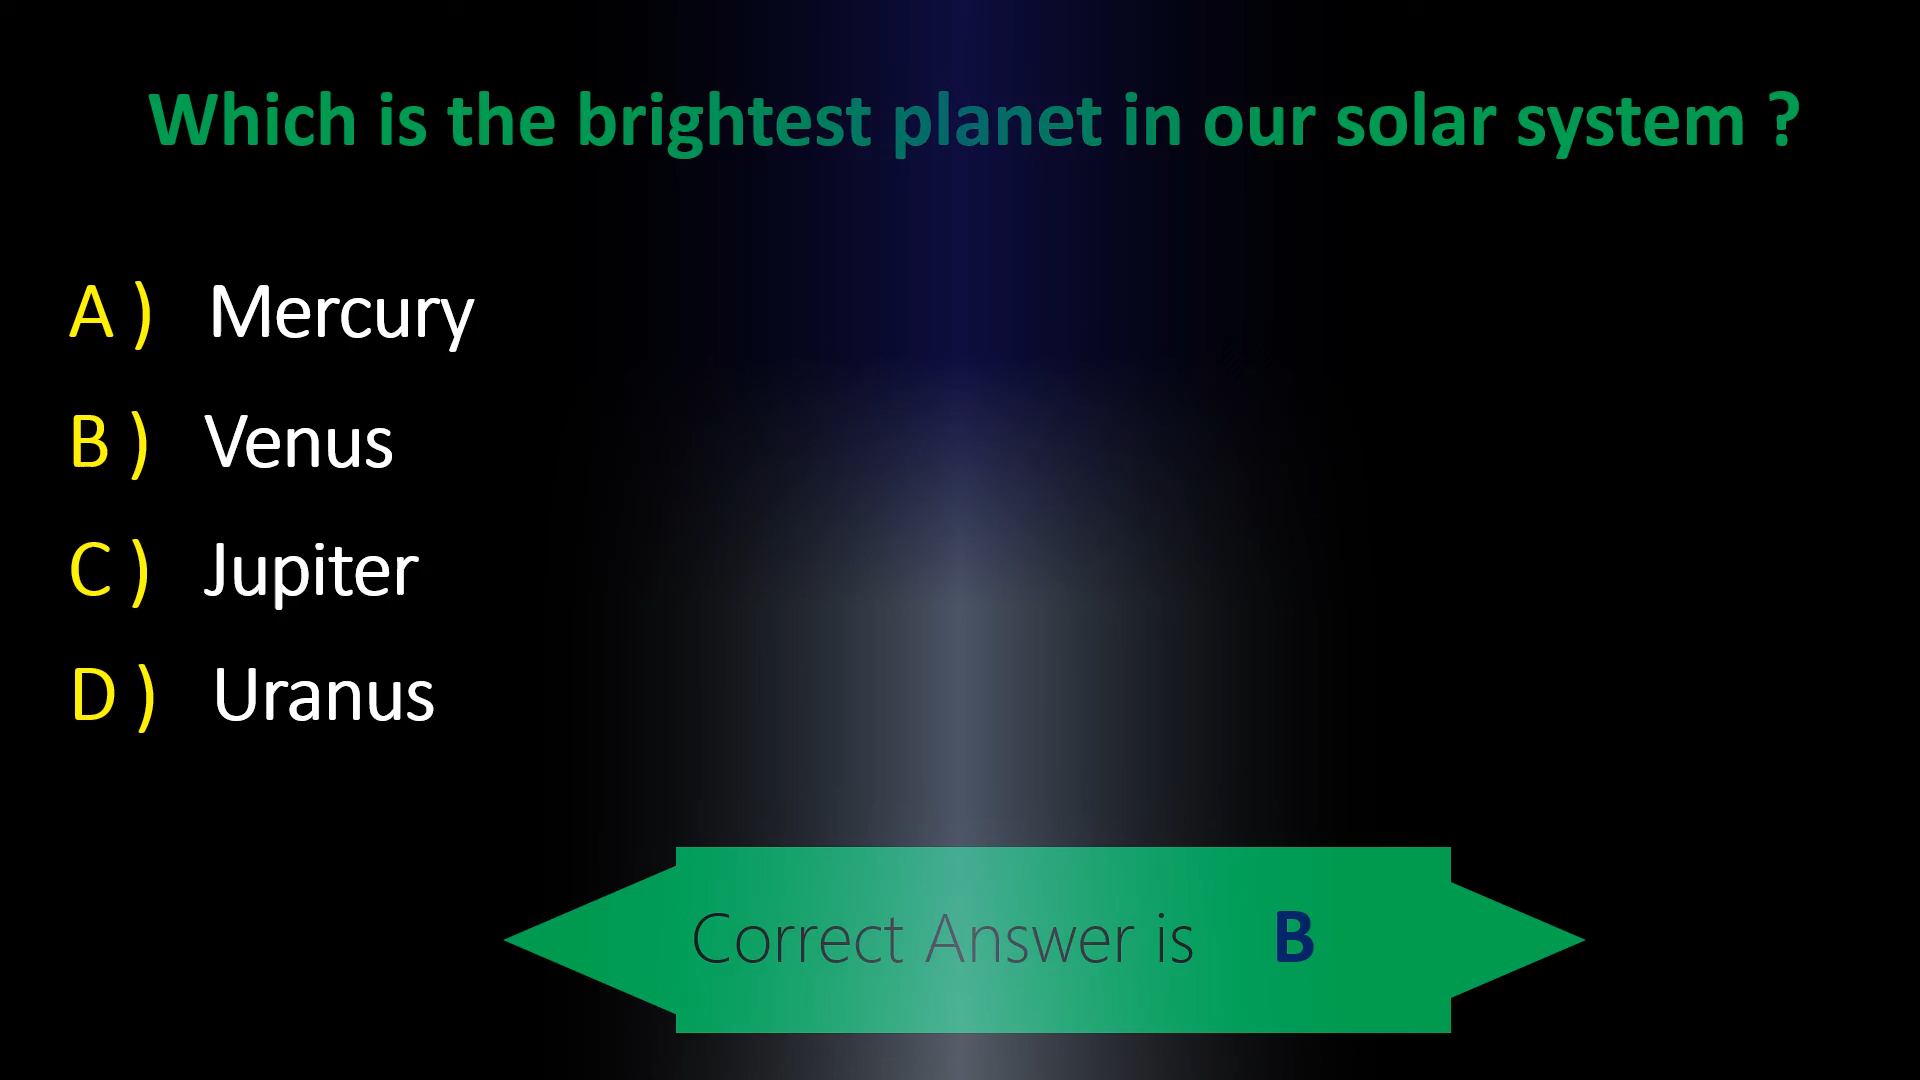 Which is the brightest planet in our solar system ?
A ) Mercury
B ) Venus
C ) Jupiter
D ) Uranus
Correct Answer is B